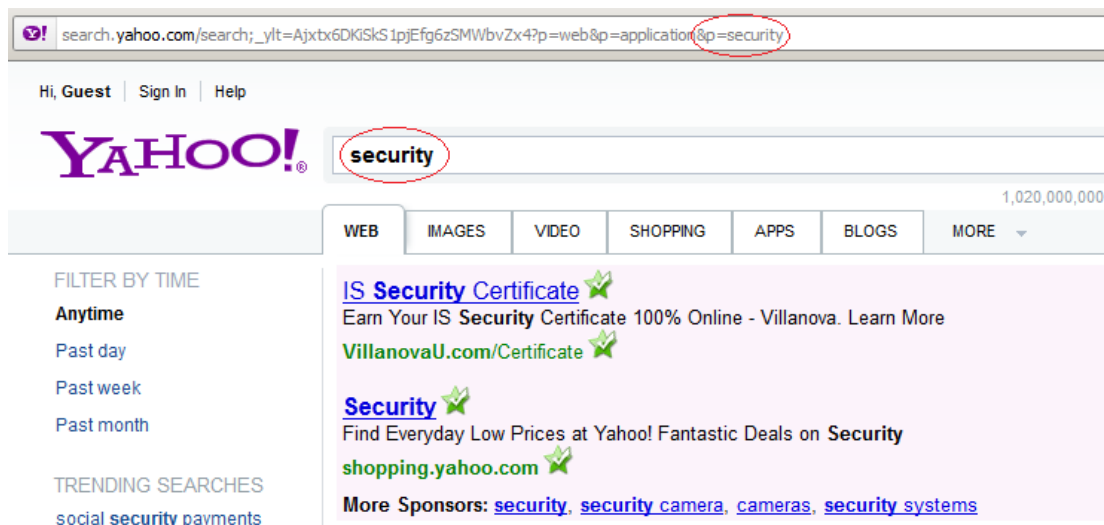 Y! search.yahoo.com/search;_ylt=Ajxtx6DKiSkS1pjEfg6zSMWbvZx4?p=web&p=application&p=security
Hi, Guest Sign In Help
YAHOO!®
security
1,020,000,000
WEB IMAGES VIDEO SHOPPING APPS BLOGS MORE
FILTER BY TIME
Anytime
Past day
Past week
Past month
TRENDING SEARCHES
social security payments
IS Security Certificate
Earn Your IS Security Certificate 100% Online - Villanova. Learn More
VillanovaU.com/Certificate
Security
Find Everyday Low Prices at Yahoo! Fantastic Deals on Security
shopping.yahoo.com
More Sponsors: security, security camera, cameras, security systems